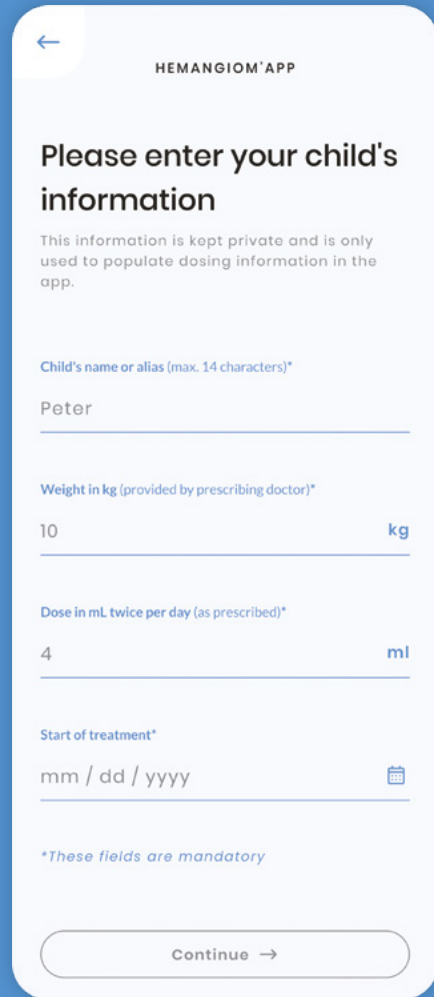 ←
HEMANGIOM'APP
Please enter your child's
information
This information is kept private and is only
used to populate dosing information in the
app.
Child's name or alias (max. 14 characters)*
Peter
Weight in kg (provided by prescribing doctor)*
10 kg
Dose in mL twice per day (as prescribed)*
4 ml
Start of treatment*
mm / dd / yyyy
*These fields are mandatory
Continue →